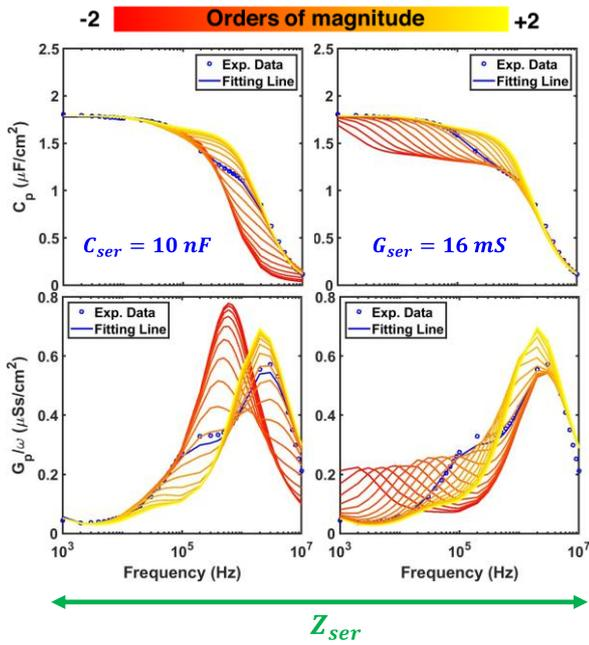 -2 Orders of magnitude +2
2.5
2
1.5
1
0.5
0
C_p (μF/cm²)
Exp. Data
Fitting Line
C_ser = 10 nF
Exp. Data
Fitting Line
G_ser = 16 mS
0.8
0.6
0.4
0.2
0
G_p/ω (μSs/cm²)
Exp. Data
Fitting Line
10³ 10⁵ 10⁷
Frequency (Hz)
Exp. Data
Fitting Line
10³ 10⁵ 10⁷
Frequency (Hz)
Z_ser